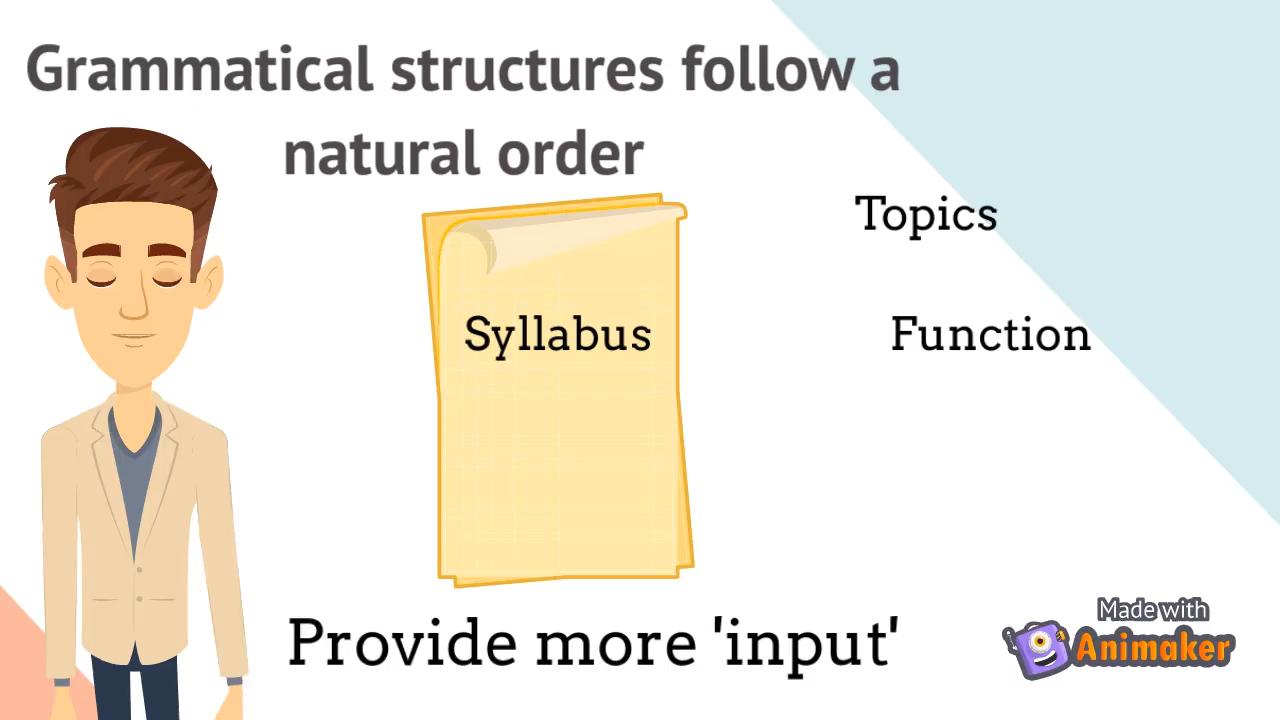 Grammatical structures follow a
natural order
Topics
Syllabus
Function
Provide more 'input'
Made with
Animaker